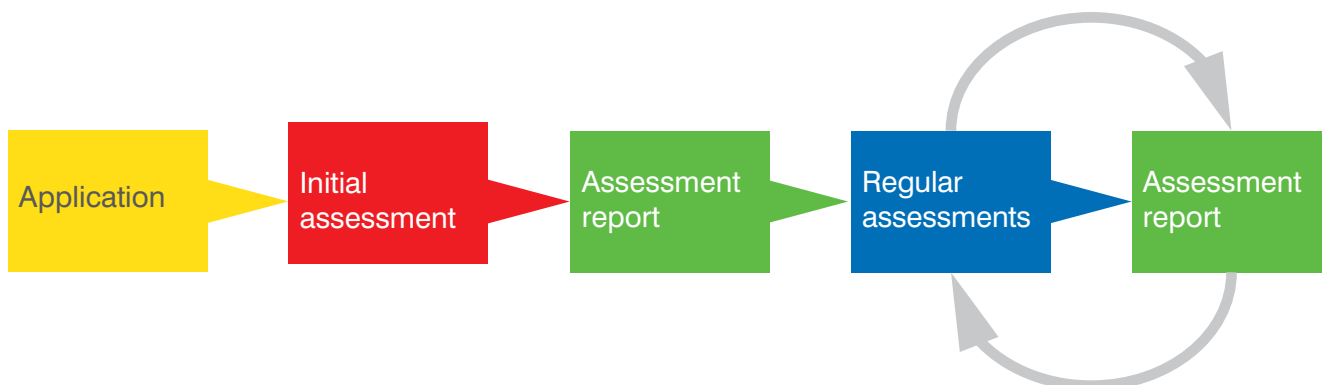 Application
Initial
assessment
Assessment
report
Regular
assessments
Assessment
report